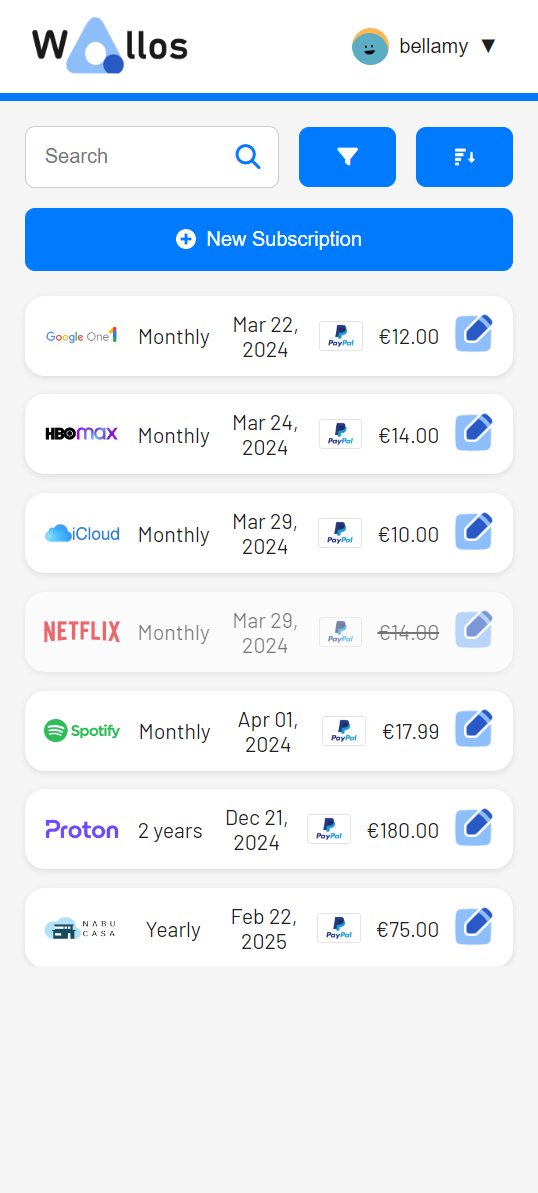 Wallos
bellamy ▼
Search
New Subscription
Google One
Monthly
Mar 22,
2024
PayPal
€12.00
HBOmax
Monthly
Mar 24,
2024
PayPal
€14.00
iCloud
Monthly
Mar 29,
2024
PayPal
€10.00
NETFLIX
Monthly
Mar 29,
2024
PayPal
€14.00
Spotify
Monthly
Apr 01,
2024
PayPal
€17.99
Proton
2 years
Dec 21,
2024
PayPal
€180.00
NABU
CASA
Yearly
Feb 22,
2025
PayPal
€75.00